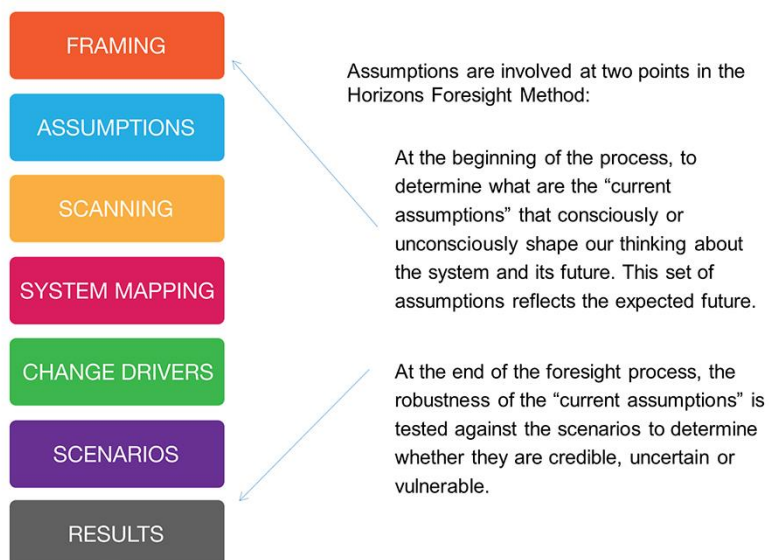 FRAMING
ASSUMPTIONS
SCANNING
SYSTEM MAPPING
CHANGE DRIVERS
SCENARIOS
RESULTS
Assumptions are involved at two points in the
Horizons Foresight Method:
At the beginning of the process, to
determine what are the “current
assumptions” that consciously or
unconsciously shape our thinking about
the system and its future. This set of
assumptions reflects the expected future.
At the end of the foresight process, the
robustness of the “current assumptions” is
tested against the scenarios to determine
whether they are credible, uncertain or
vulnerable.